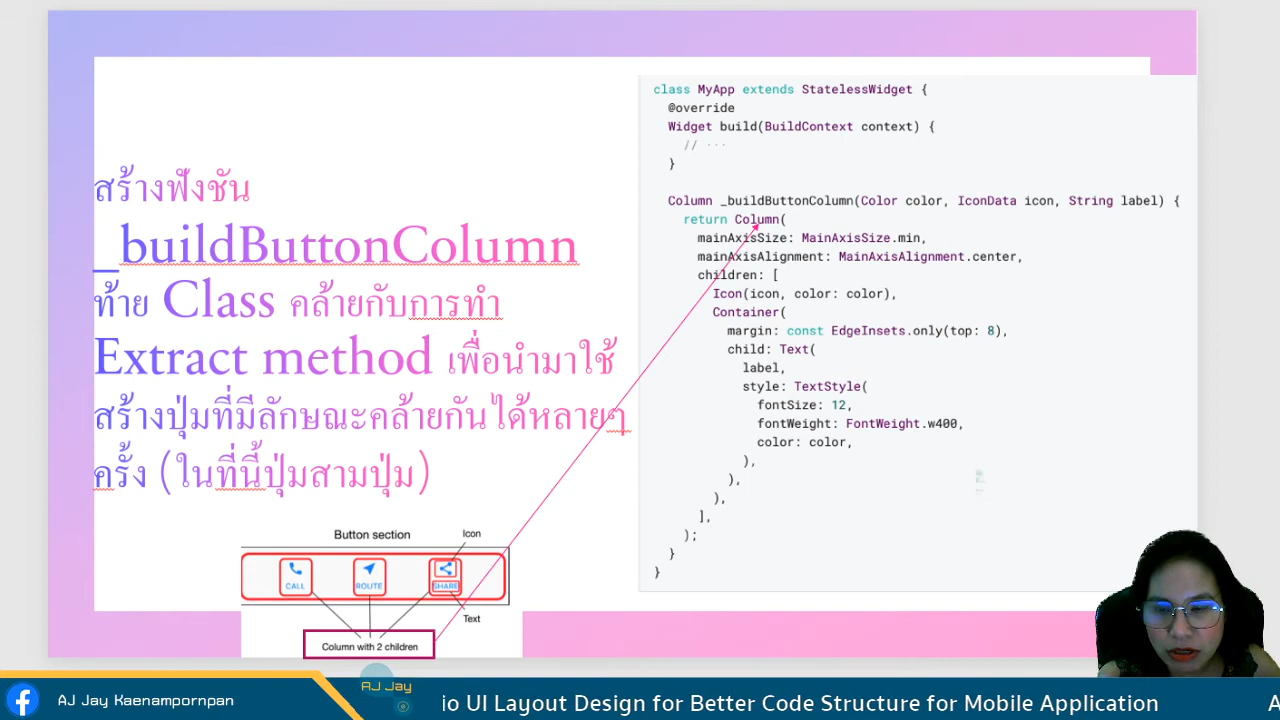 สร้างฟังชัน
_buildButtonColumn
ท้าย Class คล้ายกับการทำ
Extract method เพื่อนำมาใช้
สร้างปุ่มที่มีลักษณะคล้ายกันได้หลายๆ
ครั้ง (ในที่นี้ปุ่มสามปุ่ม)
class MyApp extends StatelessWidget {
@override
Widget build(BuildContext context) {
// ···
}
Column _buildButtonColumn(Color color, IconData icon, String label) {
return Column(
mainAxisSize: MainAxisSize.min,
mainAxisAlignment: MainAxisAlignment.center,
children: [
Icon(icon, color: color),
Container(
margin: const EdgeInsets.only(top: 8),
child: Text(
label,
style: TextStyle(
fontSize: 12,
fontWeight: FontWeight.w400,
color: color,
),
),
),
],
);
}
}
Button section
Icon
CALL
ROUTE
SHARE
Text
Column with 2 children
AJ Jay Kaenampornpan
AJ Jay
io UI Layout Design for Better Code Structure for Mobile Application
A